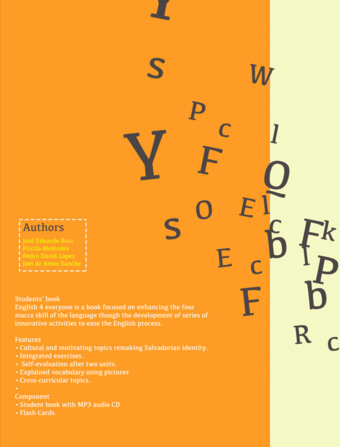 s
W
P
c
l
Y
F
Q
O
E
l
s
c
F
k
b
l
E
c
P
F
b
R
c
Authors
José Eduardo Ruiz
Pricila Meléndez
Pedro David López
Joel de Amos Sanche
Students' book
English 4 everyone is a book focused on enhancing the four
macro skill of the language though the development of series of
innovative activities to ease the English process.
Features
• Cultural and motivating topics remaking Salvadorian identity.
• Integrated exercises.
• Self-evaluation after two units.
• Explained vocabulary using pictures
• Cross-curricular topics.
•
Component
• Student book with MP3 audio CD
• Flash Cards